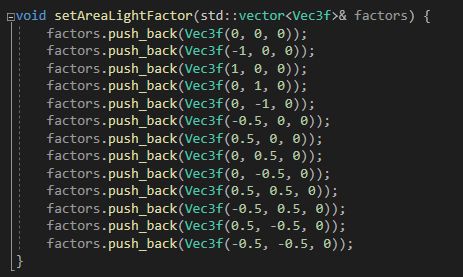 void setAreaLightFactor(std::vector<Vec3f>& factors) {
factors.push_back(Vec3f(0, 0, 0));
factors.push_back(Vec3f(-1, 0, 0));
factors.push_back(Vec3f(1, 0, 0));
factors.push_back(Vec3f(0, 1, 0));
factors.push_back(Vec3f(0, -1, 0));
factors.push_back(Vec3f(-0.5, 0, 0));
factors.push_back(Vec3f(0.5, 0, 0));
factors.push_back(Vec3f(0, 0.5, 0));
factors.push_back(Vec3f(0, -0.5, 0));
factors.push_back(Vec3f(0.5, 0.5, 0));
factors.push_back(Vec3f(-0.5, 0.5, 0));
factors.push_back(Vec3f(0.5, -0.5, 0));
factors.push_back(Vec3f(-0.5, -0.5, 0));
}